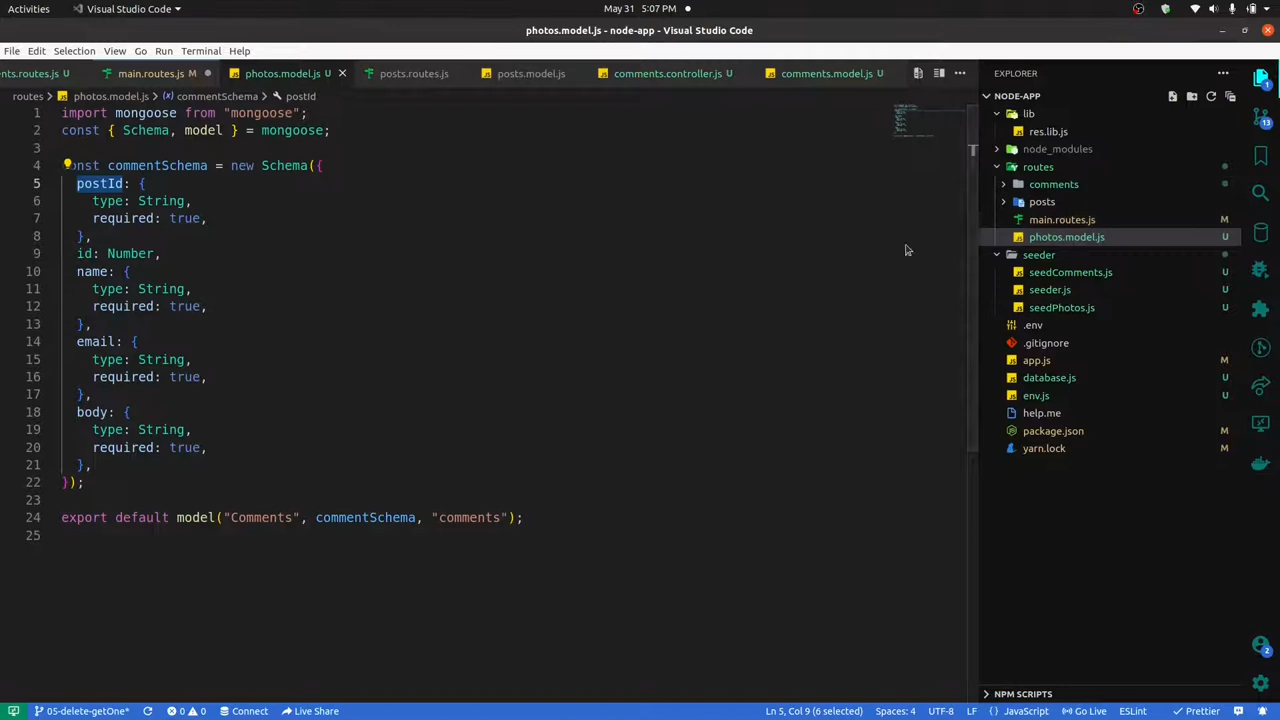 Activities
Visual Studio Code
May 31 5:07 PM
photos.model.js - node-app - Visual Studio Code
File Edit Selection View Go Run Terminal Help
nts.routes.js U
main.routes.js M
photos.model.js U
posts.routes.js
posts.model.js
comments.controller.js U
comments.model.js U
routes > photos.model.js > commentSchema > postId
1 import mongoose from "mongoose";
2 const { Schema, model } = mongoose;
3
4 onst commentSchema = new Schema({
5 postId: {
6 type: String,
7 required: true,
8 },
9 id: Number,
10 name: {
11 type: String,
12 required: true,
13 },
14 email: {
15 type: String,
16 required: true,
17 },
18 body: {
19 type: String,
20 required: true,
21 },
22 });
23
24 export default model("Comments", commentSchema, "comments");
25
EXPLORER
NODE-APP
lib
res.lib.js
node_modules
routes
comments
posts
main.routes.js M
photos.model.js U
seeder
seedComments.js U
seeder.js U
seedPhotos.js U
.env
.gitignore
app.js M
database.js U
env.js U
help.me
package.json M
yarn.lock M
NPM SCRIPTS
1
13
2
05-delete-getOne* 0 0 Connect Live Share
Ln 5, Col 9 (6 selected) Spaces: 4 UTF-8 LF JavaScript Go Live ESLint Prettier